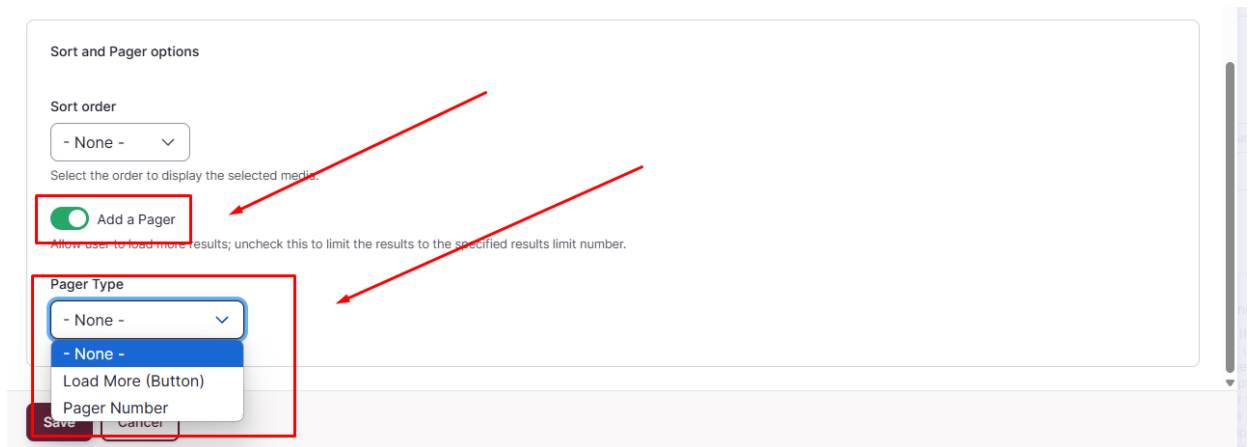 Sort and Pager options
Sort order
- None -
Select the order to display the selected media.
Add a Pager
Allow user to load more results; uncheck this to limit the results to the specified results limit number.
Pager Type
- None -
- None -
Load More (Button)
Pager Number
Save Cancel